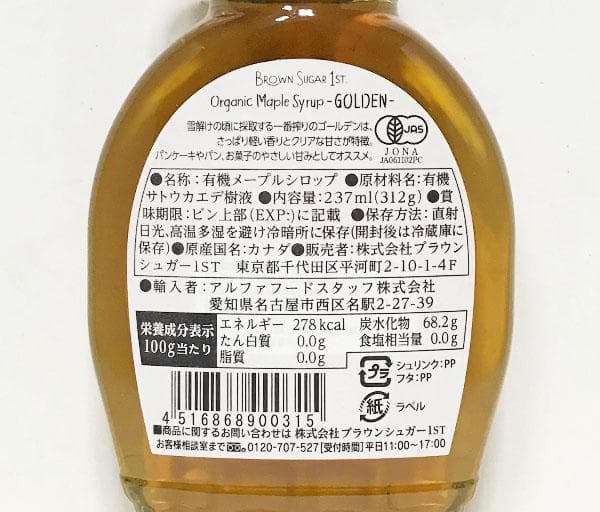 BROWN SUGAR 1ST.
Organic Maple Syrup -GOLDEN-
雪解けの頃に採取する一番搾りのゴールデンは、
さっぱり軽い香りとクリアな甘さが特徴。
パンケーキやパン、お菓子のやさしい甘みとしてオススメ。
JAS
JONA
JA061102PC
●名称:有機メープルシロップ ●原材料名:有機
サトウカエデ樹液 ●内容量:237ml(312g) ●賞
味期限:ビン上部(EXP:)に記載 ●保存方法:直射
日光、高温多湿を避け冷暗所に保存(開封後は冷蔵庫に
保存)●原産国名:カナダ●販売者:株式会社ブラウン
シュガー1ST 東京都千代田区平河町2-10-1-4F
●輸入者:アルファフードスタッフ株式会社
愛知県名古屋市西区名駅2-27-39
栄養成分表示
100g当たり
エネルギー 278kcal 炭水化物 68.2g
たん白質 0.0g 食塩相当量 0.0g
脂質 0.0g
プラ
シュリンク:PP
フタ:PP
紙
ラベル
4516868900315
■商品に関するお問い合わせは 株式会社ブラウンシュガー1ST
お客様相談室まで 0120-707-527[受付時間]平日11:00〜17:00